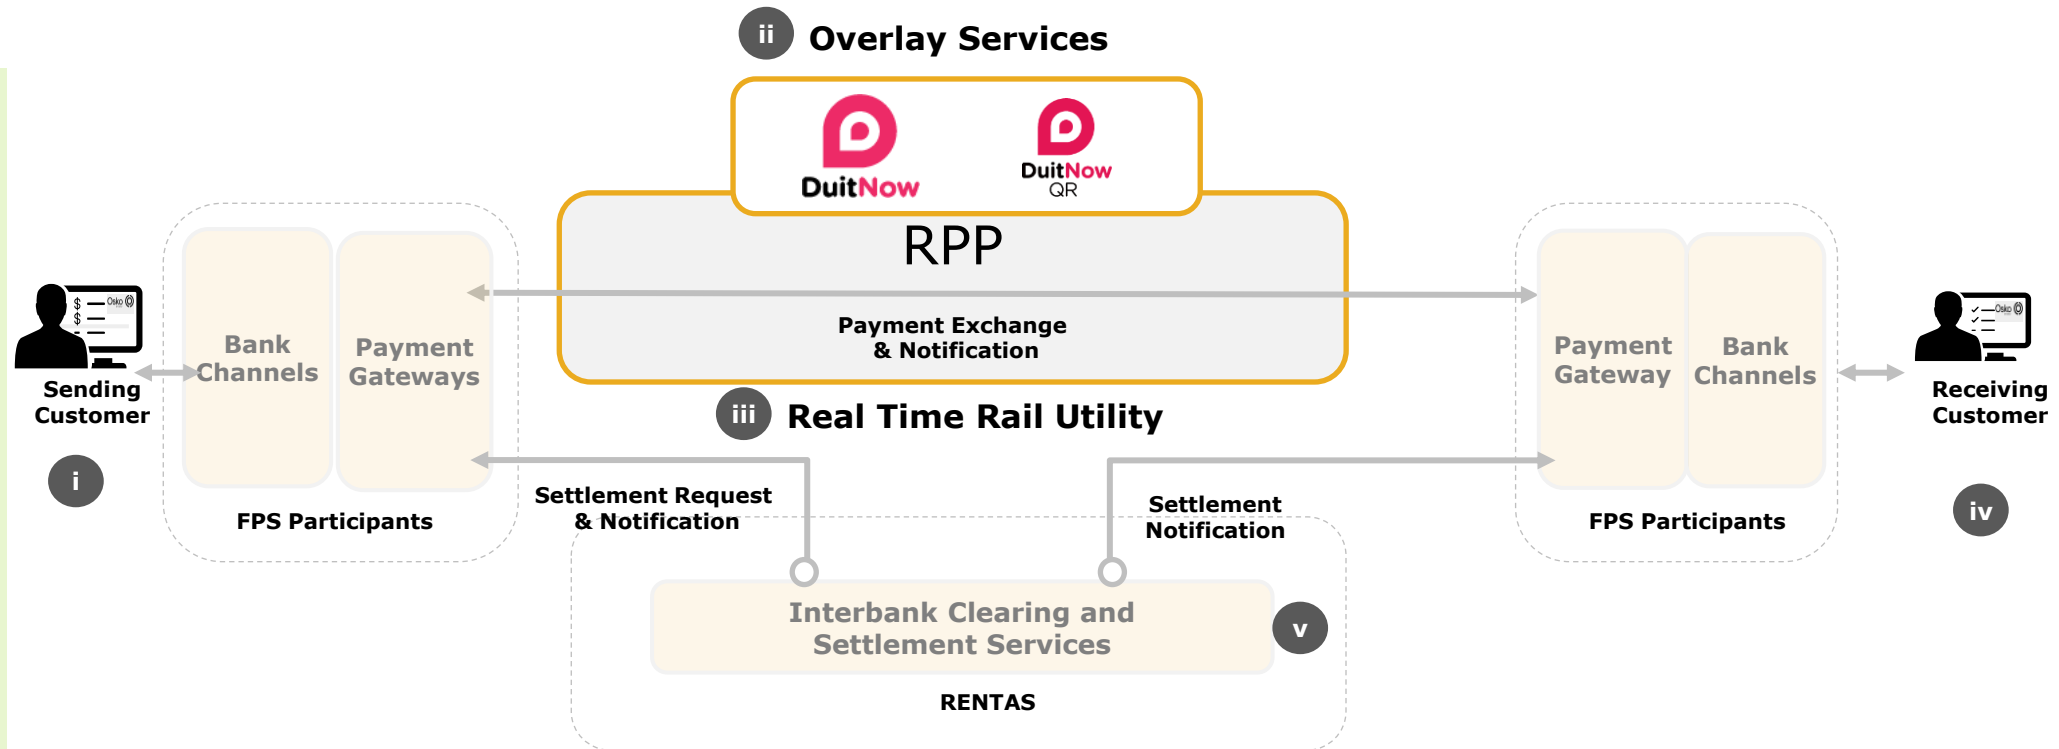 ii Overlay Services
DuitNow
DuitNow
QR
RPP
Payment Exchange
& Notification
iii Real Time Rail Utility
$
$
Osko
Sending
Customer
i
Bank
Channels
Payment
Gateways
FPS Participants
Settlement Request
& Notification
Settlement
Notification
Interbank Clearing and
Settlement Services
v
RENTAS
Payment
Gateway
Bank
Channels
FPS Participants
Osko
Receiving
Customer
iv